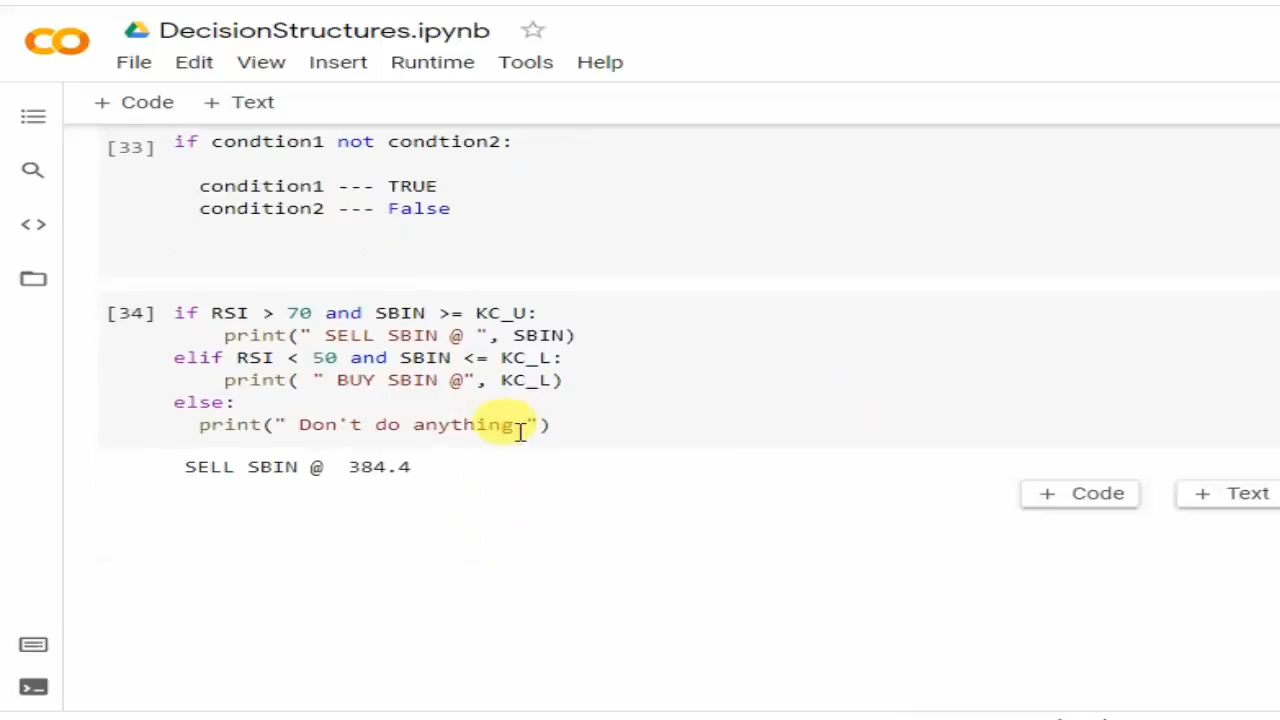 DecisionStructures.ipynb
File Edit View Insert Runtime Tools Help
+ Code + Text
[33] if condtion1 not condtion2:
condition1 --- TRUE
condition2 --- False
[34] if RSI > 70 and SBIN >= KC_U:
print(" SELL SBIN @ ", SBIN)
elif RSI < 50 and SBIN <= KC_L:
print( " BUY SBIN @", KC_L)
else:
print(" Don't do anything ")
SELL SBIN @  384.4
+ Code + Text